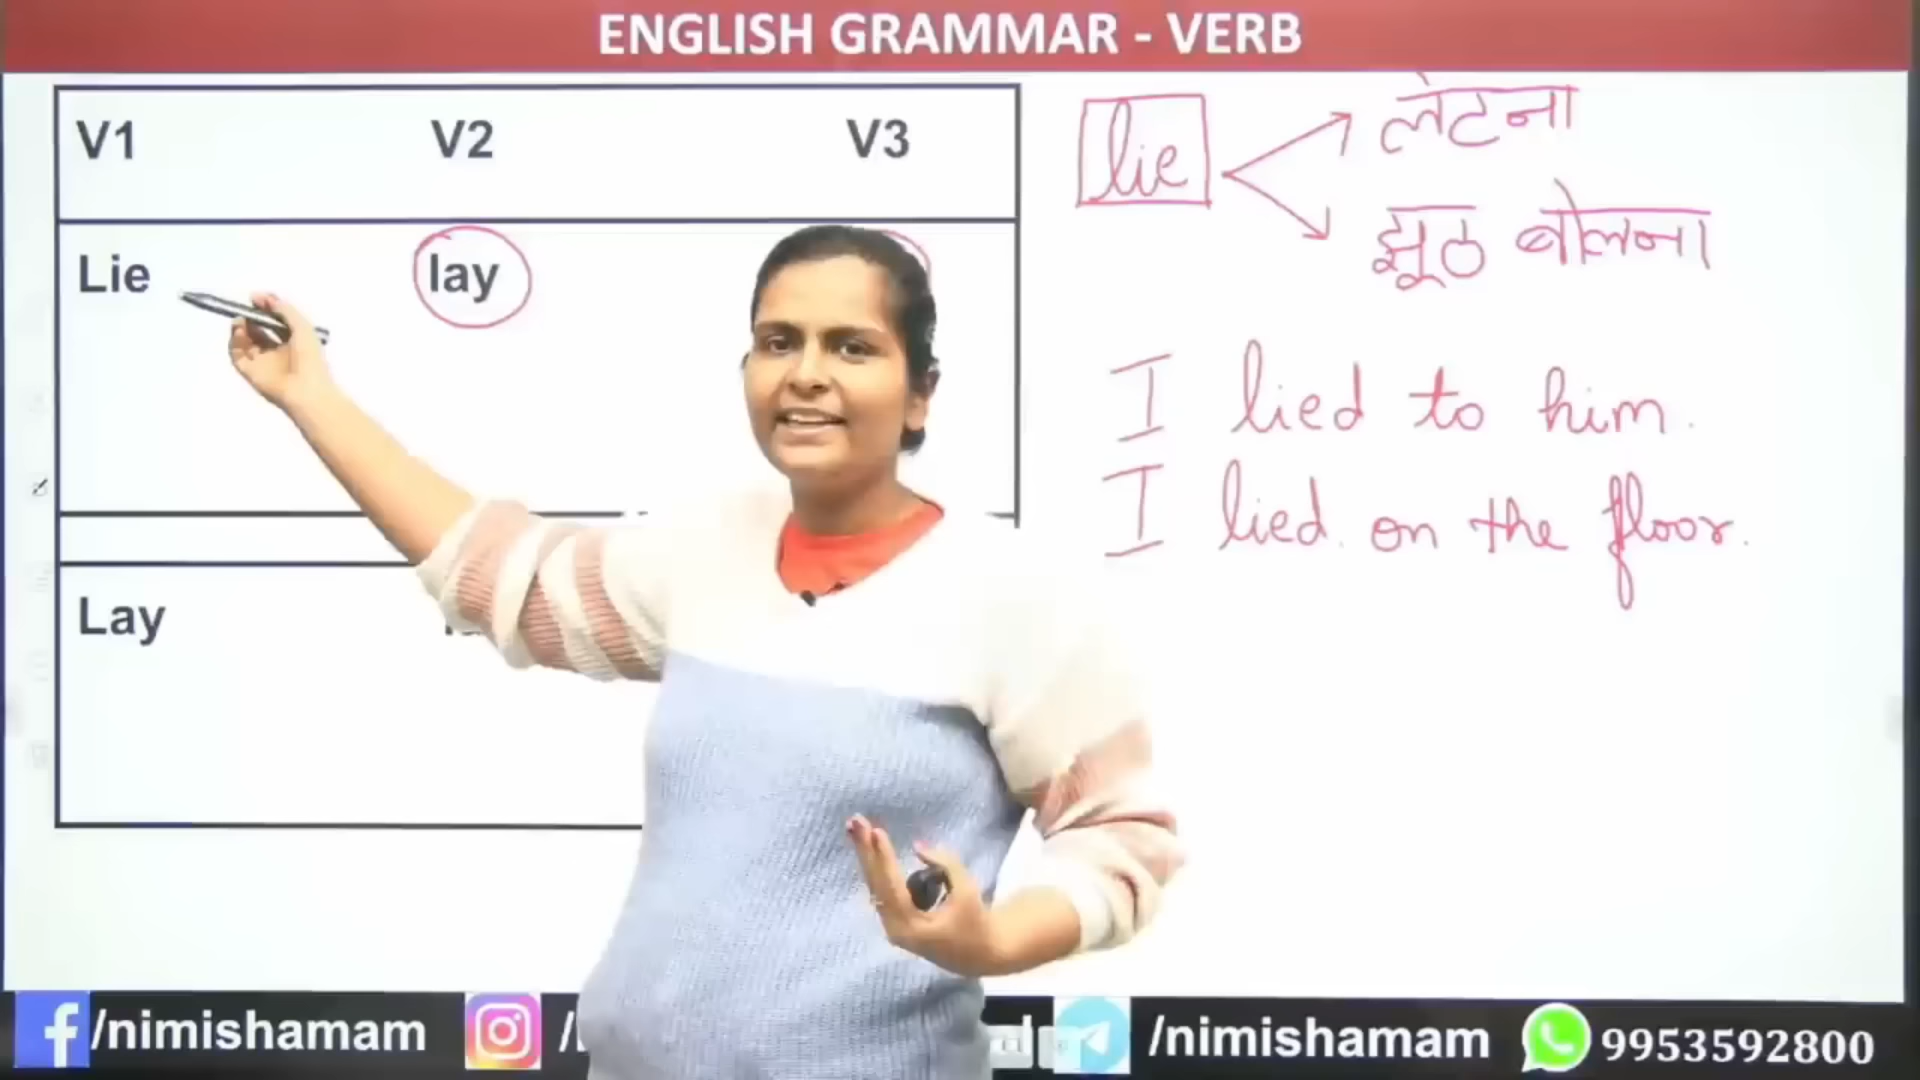 ENGLISH GRAMMAR - VERB
V1 V2 V3
Lie lay
Lay
lie
लेटना
झूठ बोलना
I lied to him.
I lied. on the floor.
/nimishamam
/nimishamam
9953592800